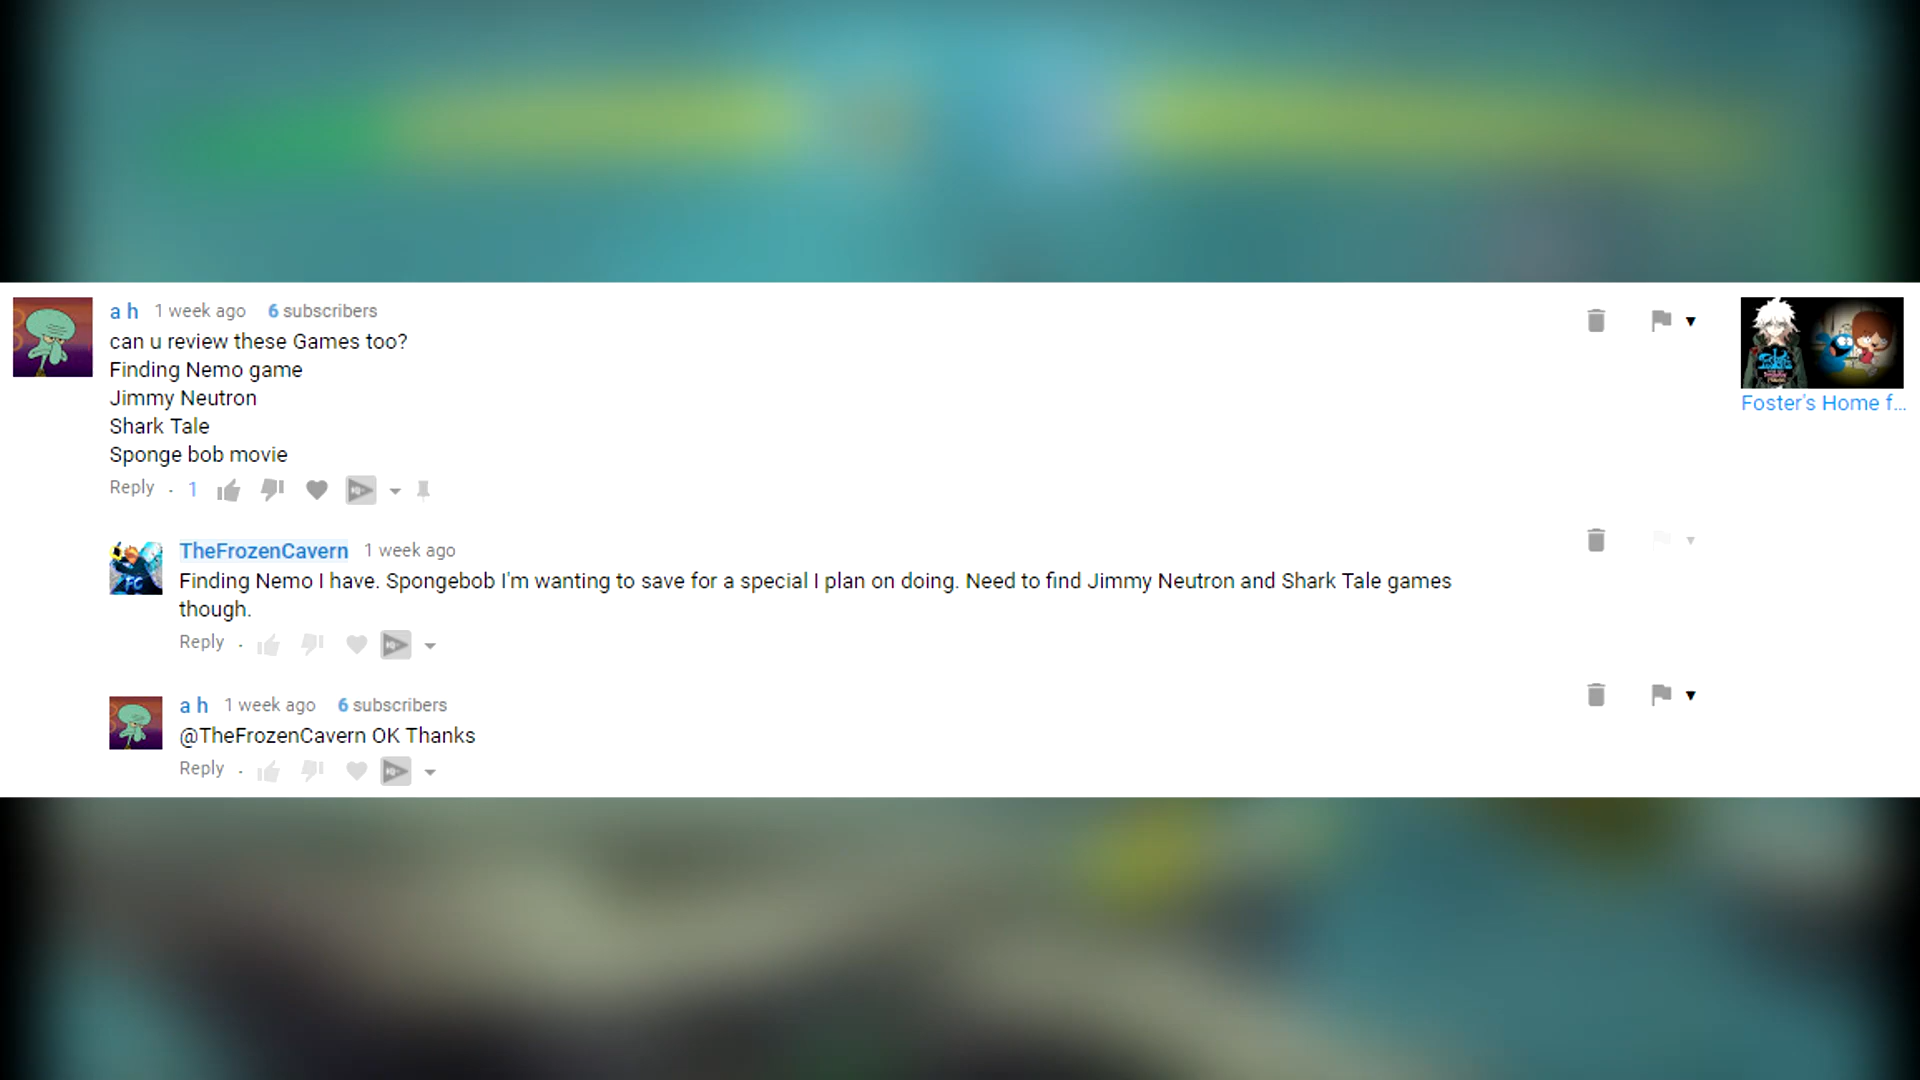 a h 1 week ago 6 subscribers
can u review these Games too?
Finding Nemo game
Jimmy Neutron
Shark Tale
Sponge bob movie
Reply . 1
Foster's Home f...
TheFrozenCavern 1 week ago
FC
Finding Nemo I have. Spongebob I'm wanting to save for a special I plan on doing. Need to find Jimmy Neutron and Shark Tale games
though.
Reply .
a h 1 week ago 6 subscribers
@TheFrozenCavern OK Thanks
Reply .